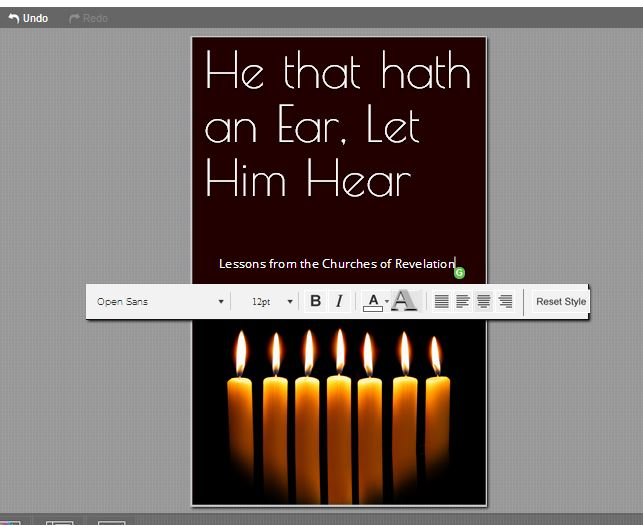 Undo Redo
He that hath
an Ear, Let
Him Hear
Lessons from the Churches of Revelation
G
Open Sans 12pt B I A A Reset Style